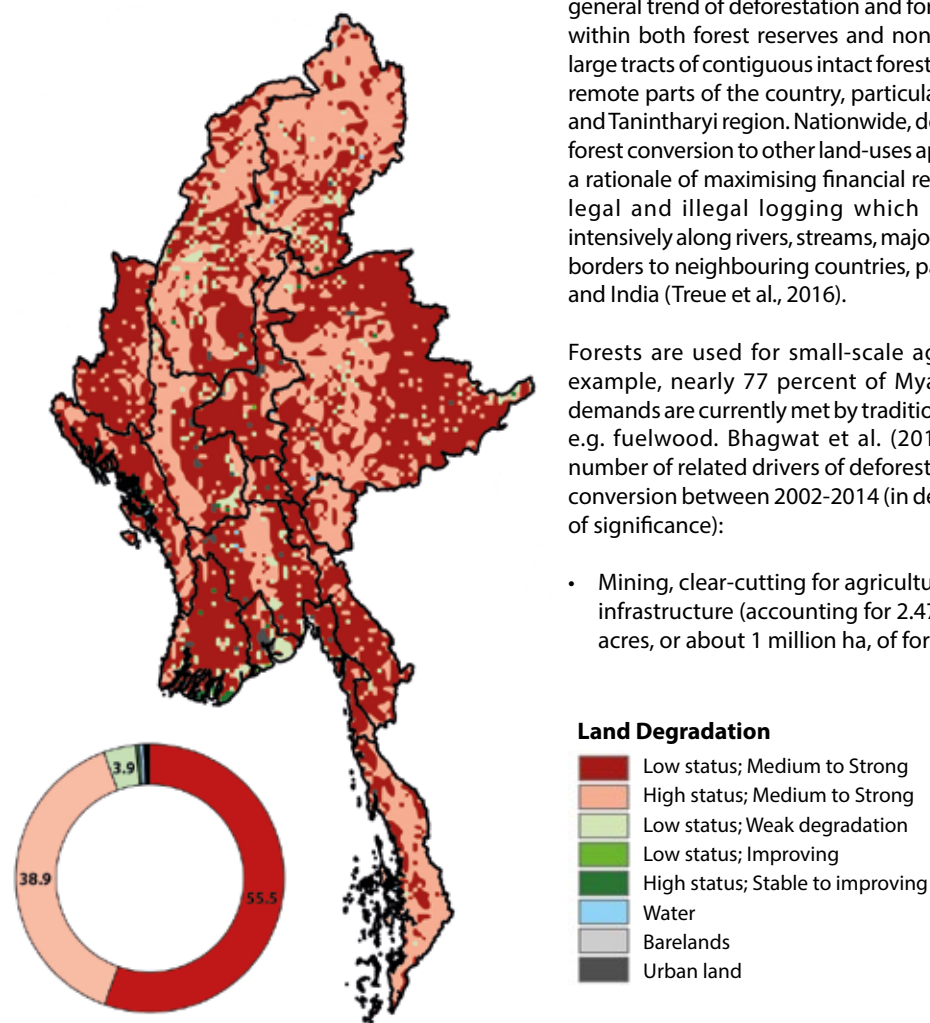 general trend of deforestation and for
within both forest reserves and non
large tracts of contiguous intact forest
remote parts of the country, particula
and Tanintharyi region. Nationwide, de
forest conversion to other land-uses ap
a rationale of maximising financial re
legal and illegal logging which
intensively along rivers, streams, majo
borders to neighbouring countries, pa
and India (Treue et al., 2016).
Forests are used for small-scale ag
example, nearly 77 percent of Mya
demands are currently met by traditio
e.g. fuelwood. Bhagwat et al. (201
number of related drivers of deforest
conversion between 2002-2014 (in de
of significance):
• Mining, clear-cutting for agricultu
infrastructure (accounting for 2.47
acres, or about 1 million ha, of for
Land Degradation
Low status; Medium to Strong
High status; Medium to Strong
Low status; Weak degradation
Low status; Improving
High status; Stable to improving
Water
Barelands
Urban land
3.9
38.9
55.5